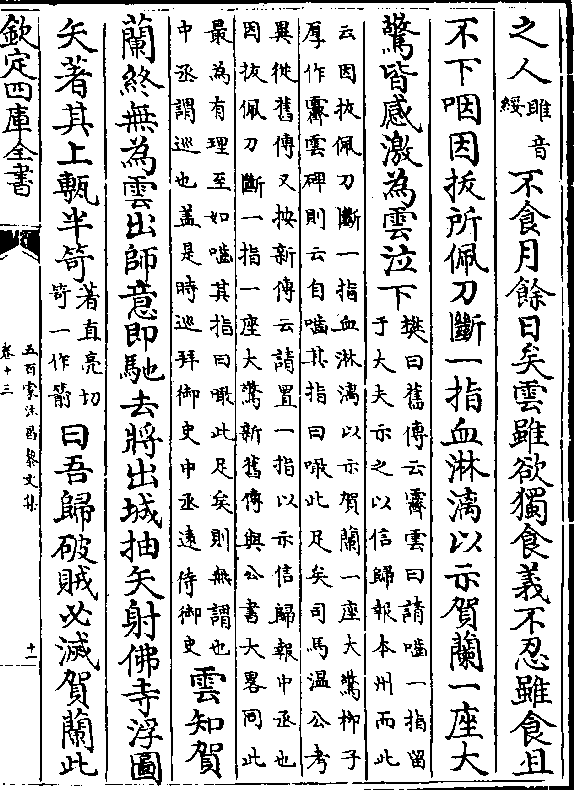 之人雎音
綏
不食月餘日矣雲雖欲獨食義不忍雖食且
不下咽因拔所佩刀斷一指血淋漓以示賀蘭一座大
驚皆感激為雲泣下
樊曰舊傳云霽雲曰請嚙一指留
于大夫示之以信歸報本州而此
云因拔佩刀斷一指血淋漓以示賀蘭一座大驚栁子
厚作霽雲碑則云自嚙其指曰噉此足矣司馬温公考
異從舊傳又按新傳云請置一指以示信歸報中丞也
因拔佩刀斷一指一座大驚新舊傳與公書大畧同此
最為有理至如嚙其指曰噉此足矣則無謂也
中丞謂巡也蓋是時巡拜御史中丞遠侍御史
雲知賀
蘭終無為雲出師意即馳去將出城抽矢射佛寺浮圖
矢著其上甎半笴
著直亮切
笴一作箭
曰吾歸破賊必滅賀蘭此
欽定四庫全書
五百家注昌黎文集
卷十三
十一